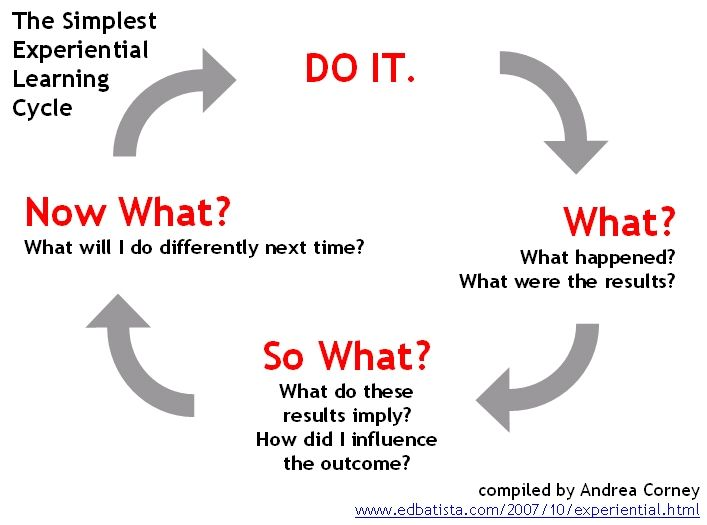 The Simplest
Experiential
Learning
Cycle
DO IT.
What?
What happened?
What were the results?
So What?
What do these
results imply?
How did I influence
the outcome?
Now What?
What will I do differently next time?
compiled by Andrea Corney
www.edbatista.com/2007/10/experiential.html